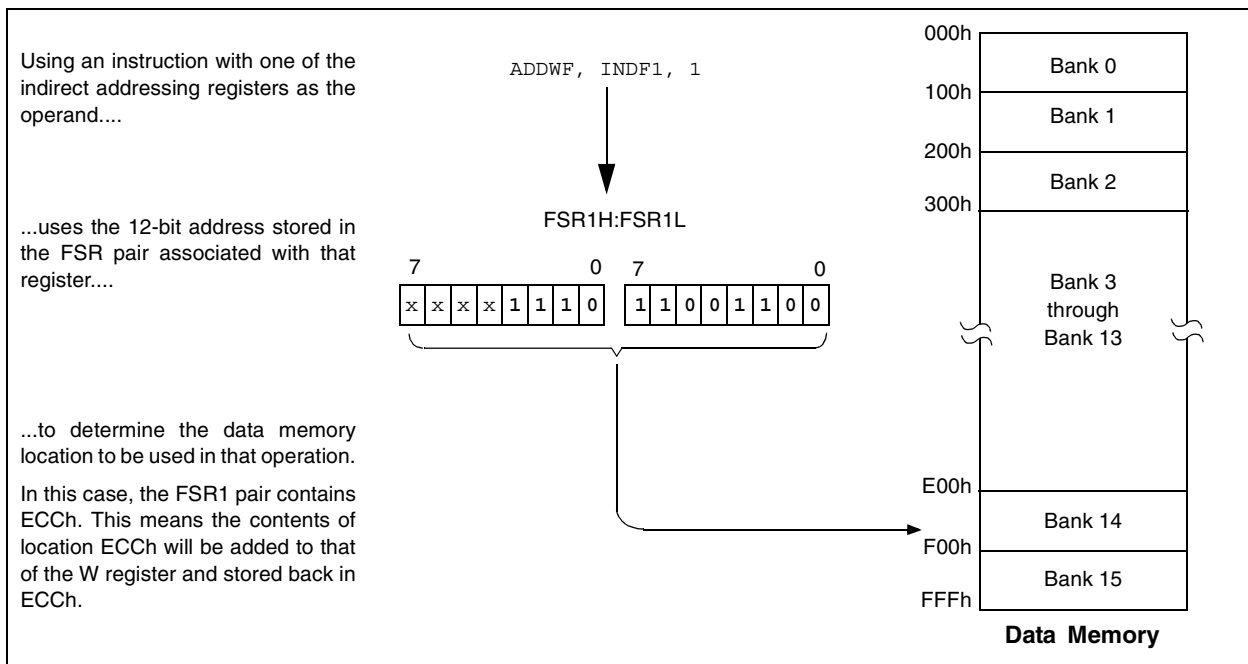 Using an instruction with one of the
indirect addressing registers as the
operand....
ADDWF, INDF1, 1
...uses the 12-bit address stored in
the FSR pair associated with that
register....
FSR1H:FSR1L
7 0 7 0
x x x x 1 1 1 0 1 1 0 0 1 1 0 0
...to determine the data memory
location to be used in that operation.
In this case, the FSR1 pair contains
ECCh. This means the contents of
location ECCh will be added to that
of the W register and stored back in
ECCh.
000h
Bank 0
100h
Bank 1
200h
Bank 2
300h
Bank 3
through
Bank 13
E00h
Bank 14
F00h
Bank 15
FFFh
Data Memory